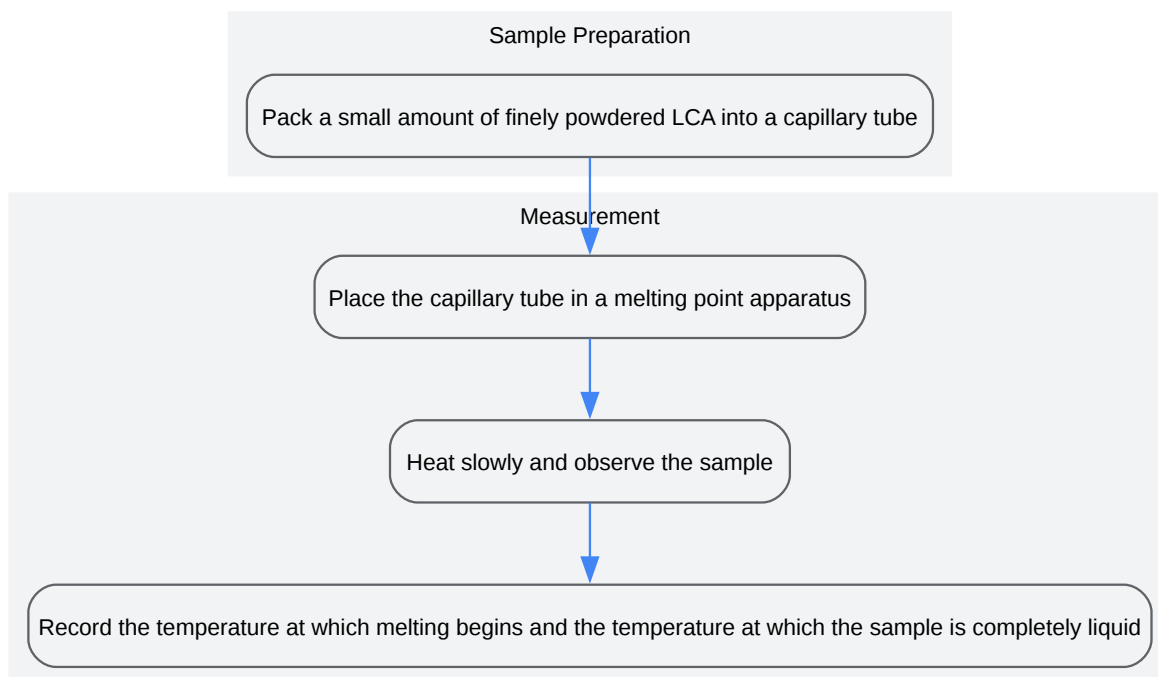 Sample Preparation
Pack a small amount of finely powdered LCA into a capillary tube
Measurement
Place the capillary tube in a melting point apparatus
Heat slowly and observe the sample
Record the temperature at which melting begins and the temperature at which the sample is completely liquid